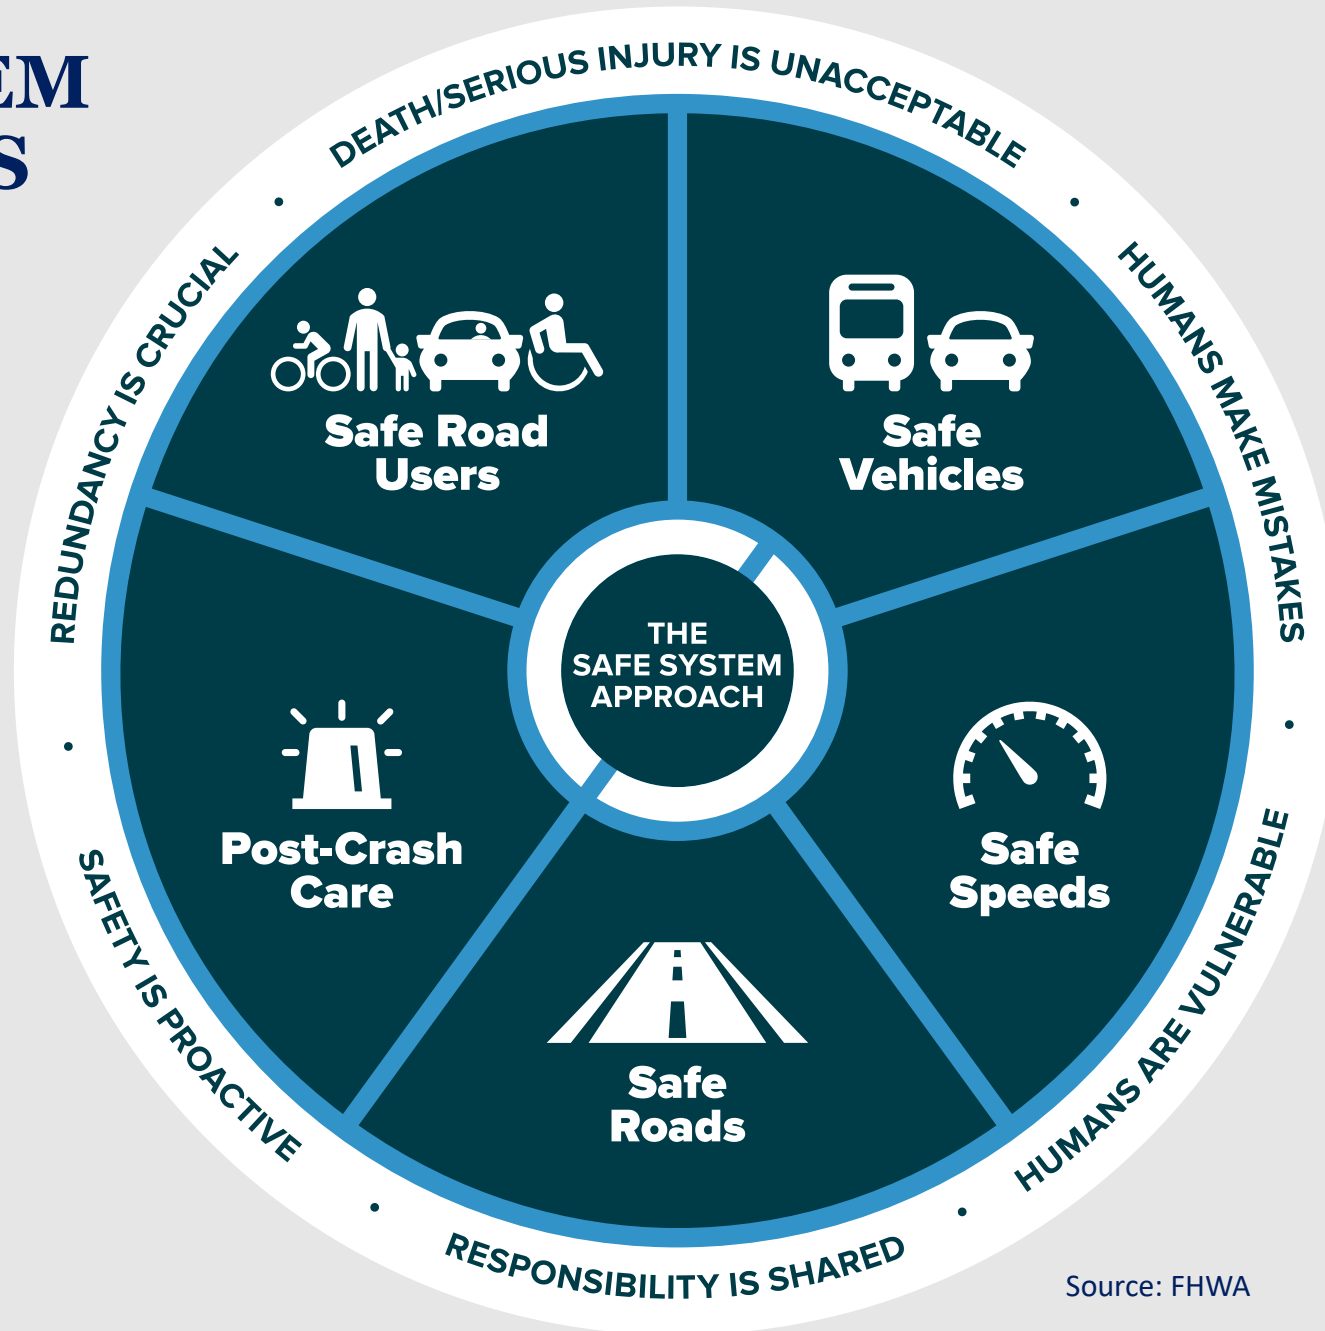 EM
S
DEATH/SERIOUS INJURY IS UNACCEPTABLE
HUMANS MAKE MISTAKES
HUMANS ARE VULNERABLE
RESPONSIBILITY IS SHARED
SAFETY IS PROACTIVE
REDUNDANCY IS CRUCIAL
Safe Road
Users
Safe
Vehicles
THE
SAFE SYSTEM
APPROACH
Post-Crash
Care
Safe
Speeds
Safe
Roads
Source: FHWA